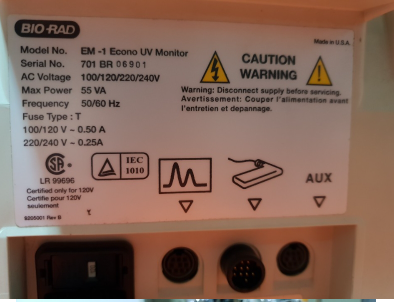 BIO-RAD
Made in U.S.A.
Model No. EM -1 Econo UV Monitor
Serial No. 701 BR 06901
AC Voltage 100/120/220/240V
Max Power 55 VA
Frequency 50/60 Hz
Fuse Type : T
100/120 V ~ 0.50 A
220/240 V ~ 0.25A
CAUTION
WARNING
Warning: Disconnect supply before servicing.
Avertissement: Couper l'alimentation avant
l'entretien et depannage.
LR 99696
Certified only for 120V
Certifie pour 120V
seulement
9205001 Rev B
IEC
1010
AUX